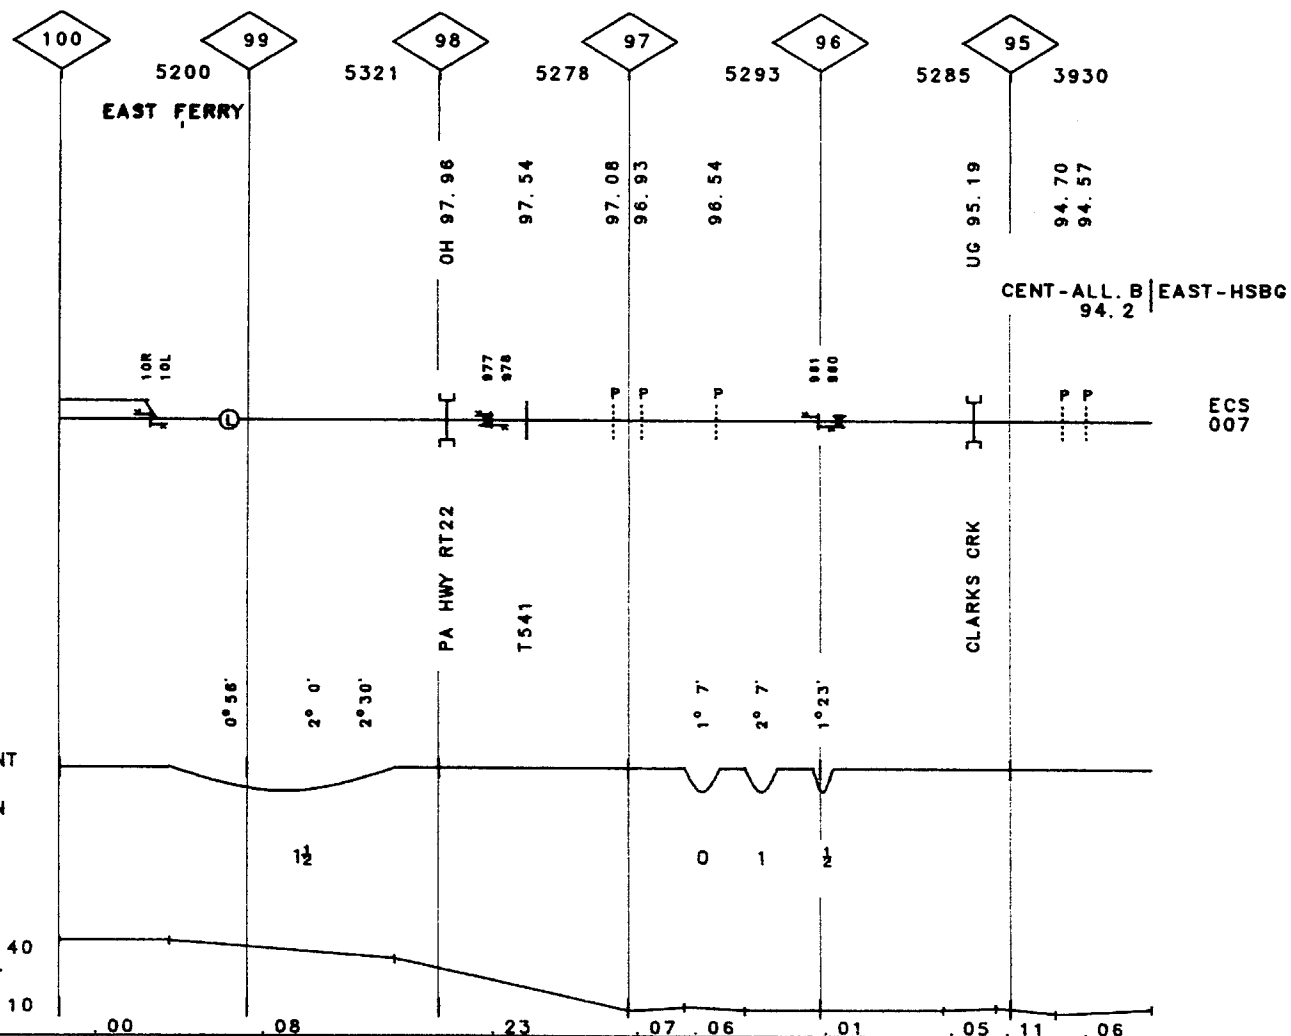 100 99 98 97 96 95
5200 5321 5278 5293 5285 3930
EAST FERRY
OH 97.96
97.54
97.08
96.93
96.54
UG 95.19
94.70
94.57
CENT-ALL. B EAST-HSBG
94.2
10R
10L
977
978
981
980
P P P P P
L
ECS
007
PA HWY RT22
T541
CLARKS CRK
0°56'
2° 0'
2°30'
1° 7'
2° 7'
1°23'
NT
N
1½ 0 1 ½
40
10
.00 .08 .23 .07 .06 .01 .05 .11 .06